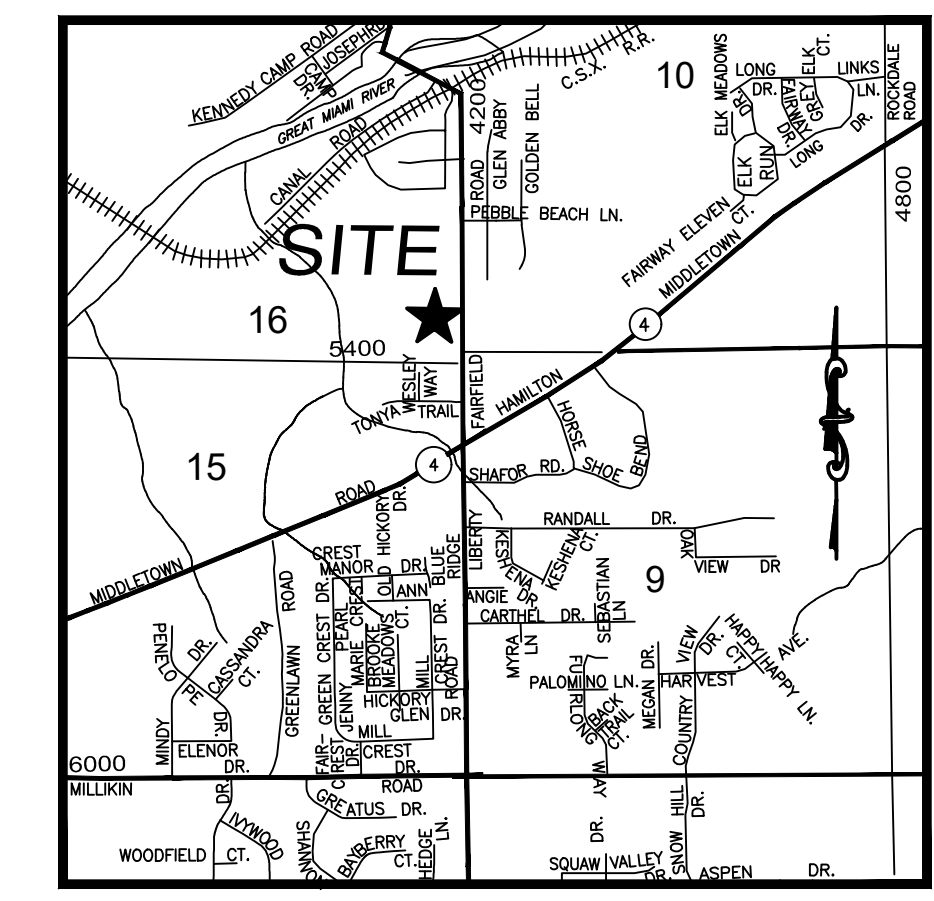 KENNEDY CAMP ROAD
JOSEPH
CAMP
DR.
GREAT MIAMI RIVER
CANAL ROAD
C.S.X. R.R.
10
ELK MEADOWS
DR.
LONG
DR.
FAIRWAY
DR.
GREY ELK
CT.
LINKS
LN.
LONG DR.
ROCKDALE
ROAD
4800
ELK
RUN
CT.
FAIRWAY ELEVEN
4200
ROAD
GLEN ABBY
GOLDEN BELL
PEBBLE BEACH LN.
MIDDLETOWN
4
SITE
16
5400
WESLEY
WAY
TONYA TRAIL
FAIRFIELD
HAMILTON
HORSE
SHOE
BEND
4
SHAFOR RD.
15
ROAD
MIDDLETOWN
OLD HICKORY
DR.
LIBERTY
RANDALL DR.
KESHENA
DR.
KESHENA
CT.
OAK
VIEW DR
9
CREST
MANOR DR.
BLUE
RIDGE
ANN
ANGIE DR.
CARTHEL DR.
SEBASTIAN
LN
MYRA
LN
PENELOPE
DR.
CASSANDRA
CT.
MINDY
DR.
ELENOR
DR.
GREENLAWN ROAD
FAIR-GREEN CREST DR.
JENNY
PEARL
MARIE CREST
BROOKE
MEADOWS
CT.
MILL
CREST DR.
ROAD
HICKORY
GLEN DR.
MILL
CREST
DR.
CREST
DR.
FURLONG
WAY
PALOMINO LN.
BACK
TRAIL
CT.
MEGAN DR.
HARVEST
COUNTRY VIEW
DR.
HAPPY
CT.
HAPPY
HAPPY LN.
AVE.
6000
MILLIKIN
ROAD
DR.
IVYWOOD
WOODFIELD CT.
GREATUS DR.
SHANNO
BAYBERRY
CT.
HEDGE
LN.
DR.
SNOW HILL
DR.
SQUAW VALLEY
DR.
ASPEN DR.